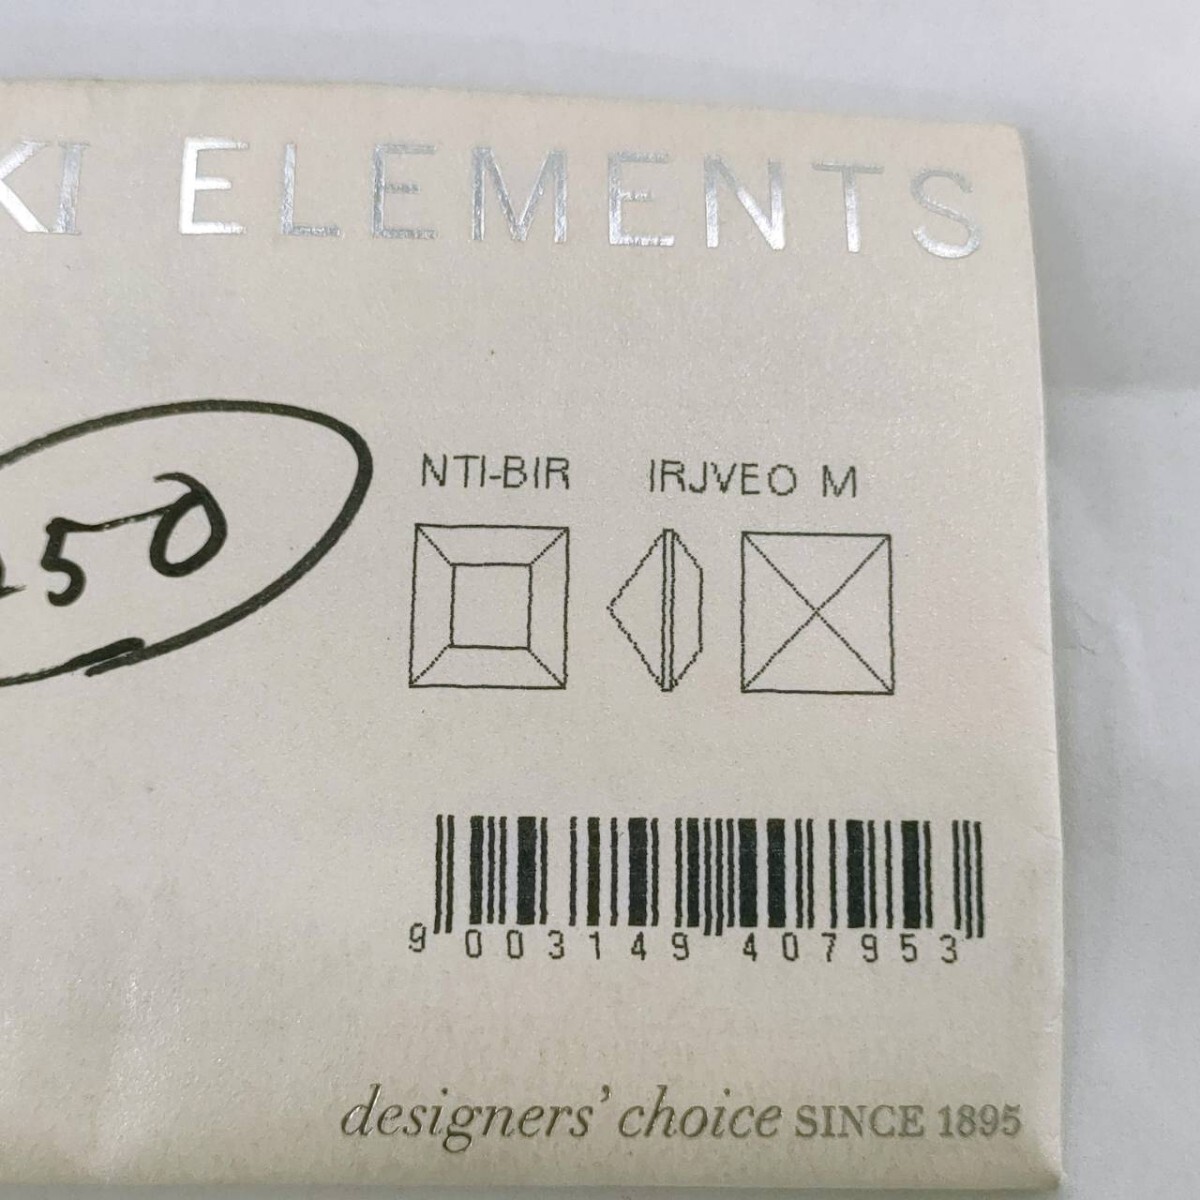 KI ELEMENTS
50
NTI-BIR IRJVEO M
9 003149 407953
designers' choice SINCE 1895